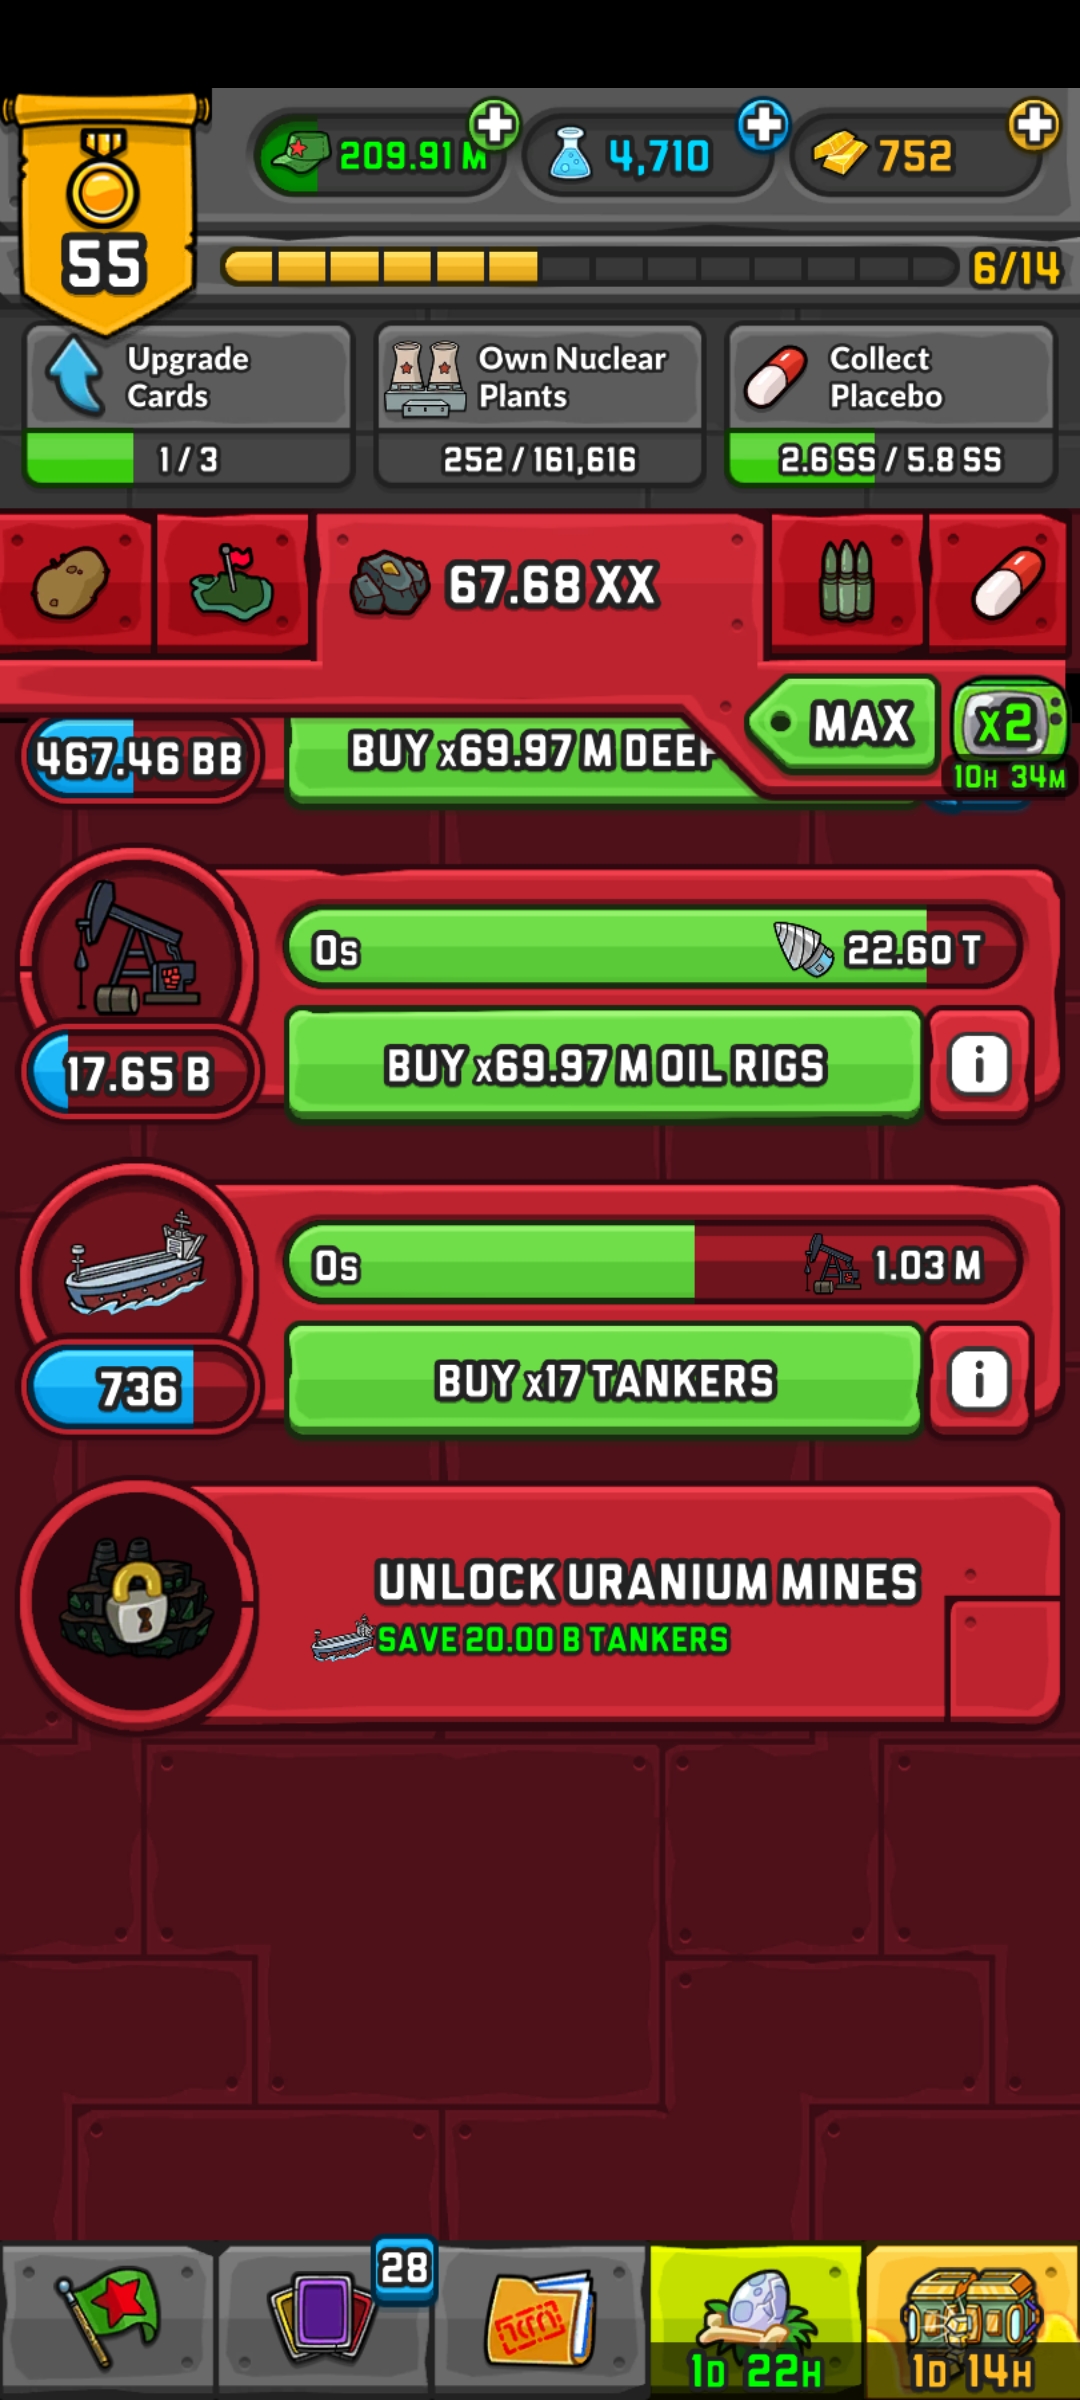 55
209.91 M
4,710
752
6/14
Upgrade
Cards
1 / 3
Own Nuclear
Plants
252 / 161,616
Collect
Placebo
2.6 SS / 5.8 SS
67.68 XX
MAX
x2
10H 34M
467.46 BB
BUY x69.97 M DEEP
0s
22.60 T
17.65 B
BUY x69.97 M OIL RIGS
i
0s
1.03 M
736
BUY x17 TANKERS
i
UNLOCK URANIUM MINES
SAVE 20.00 B TANKERS
28
1D 22H
1D 14H